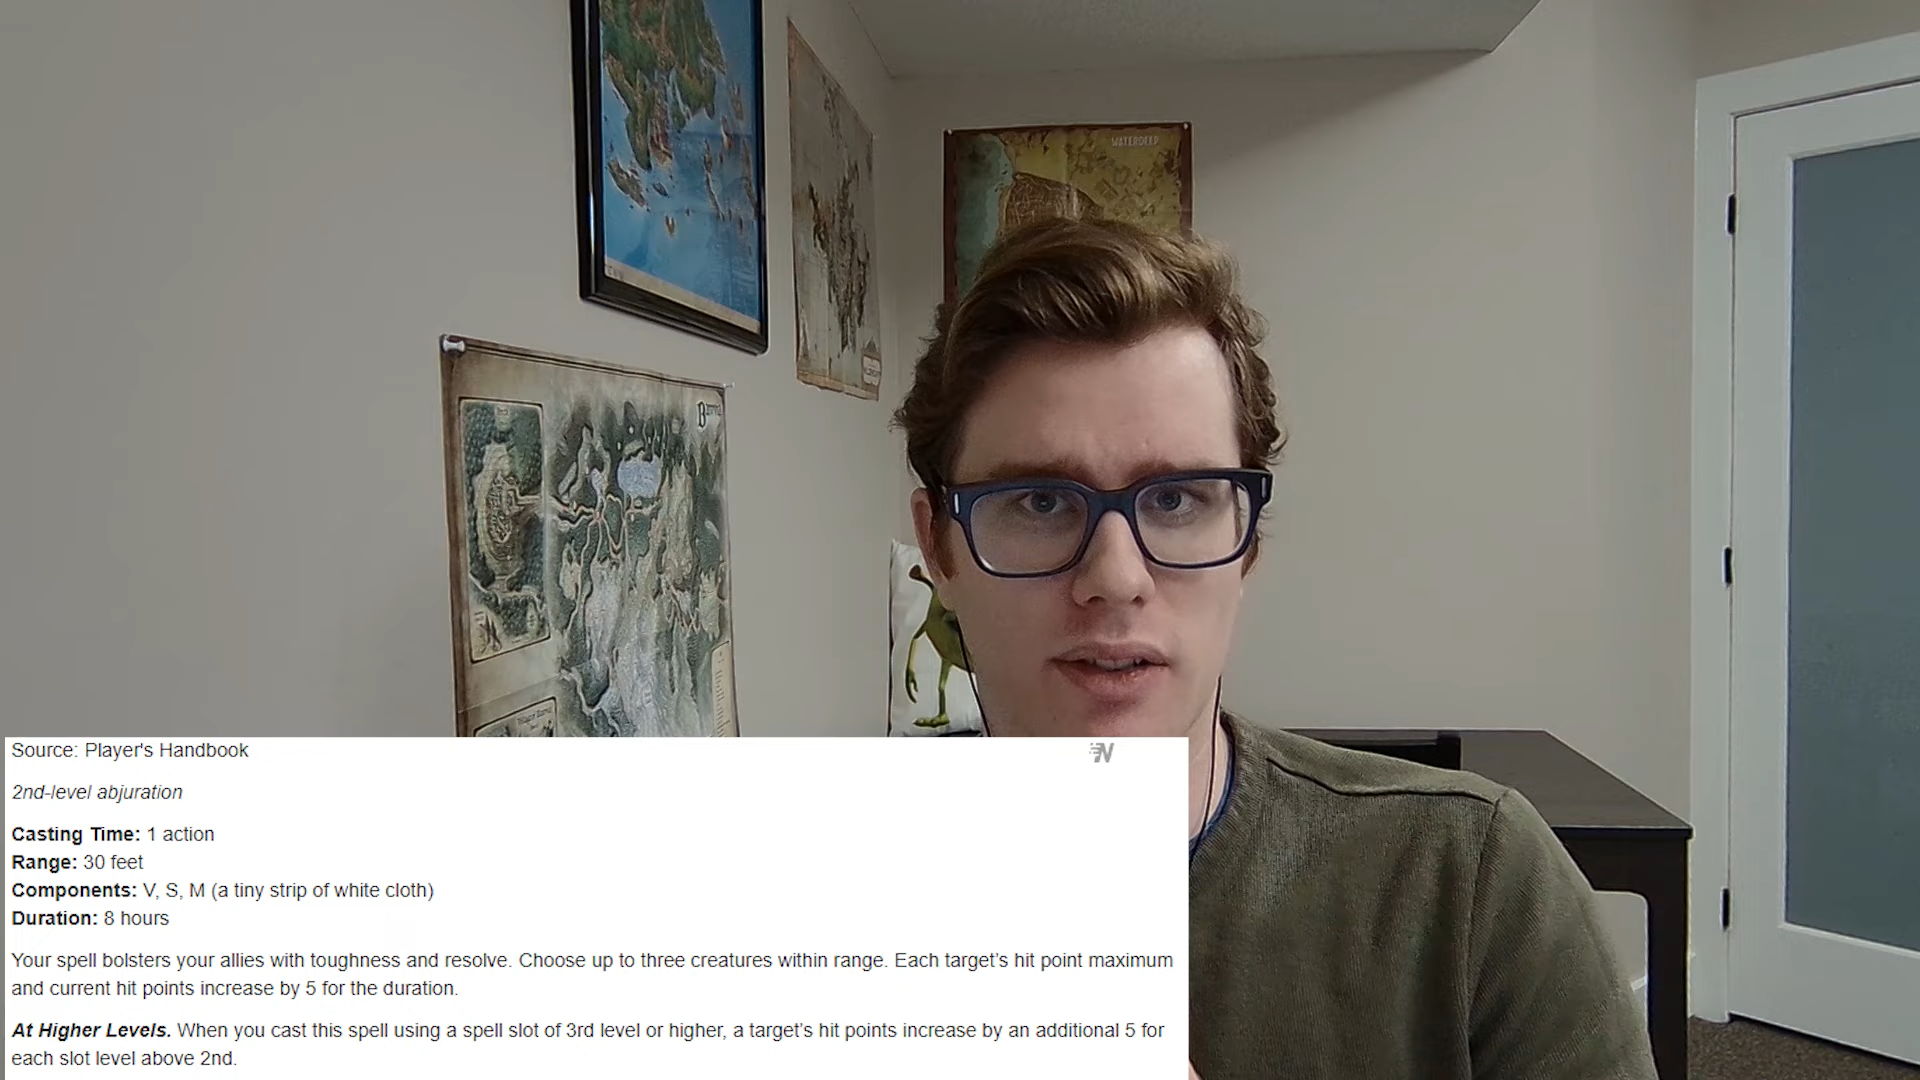 WATERDEEP
Barovia
Source: Player's Handbook
2nd-level abjuration
Casting Time: 1 action
Range: 30 feet
Components: V, S, M (a tiny strip of white cloth)
Duration: 8 hours
Your spell bolsters your allies with toughness and resolve. Choose up to three creatures within range. Each target’s hit point maximum
and current hit points increase by 5 for the duration.
At Higher Levels. When you cast this spell using a spell slot of 3rd level or higher, a target’s hit points increase by an additional 5 for
each slot level above 2nd.